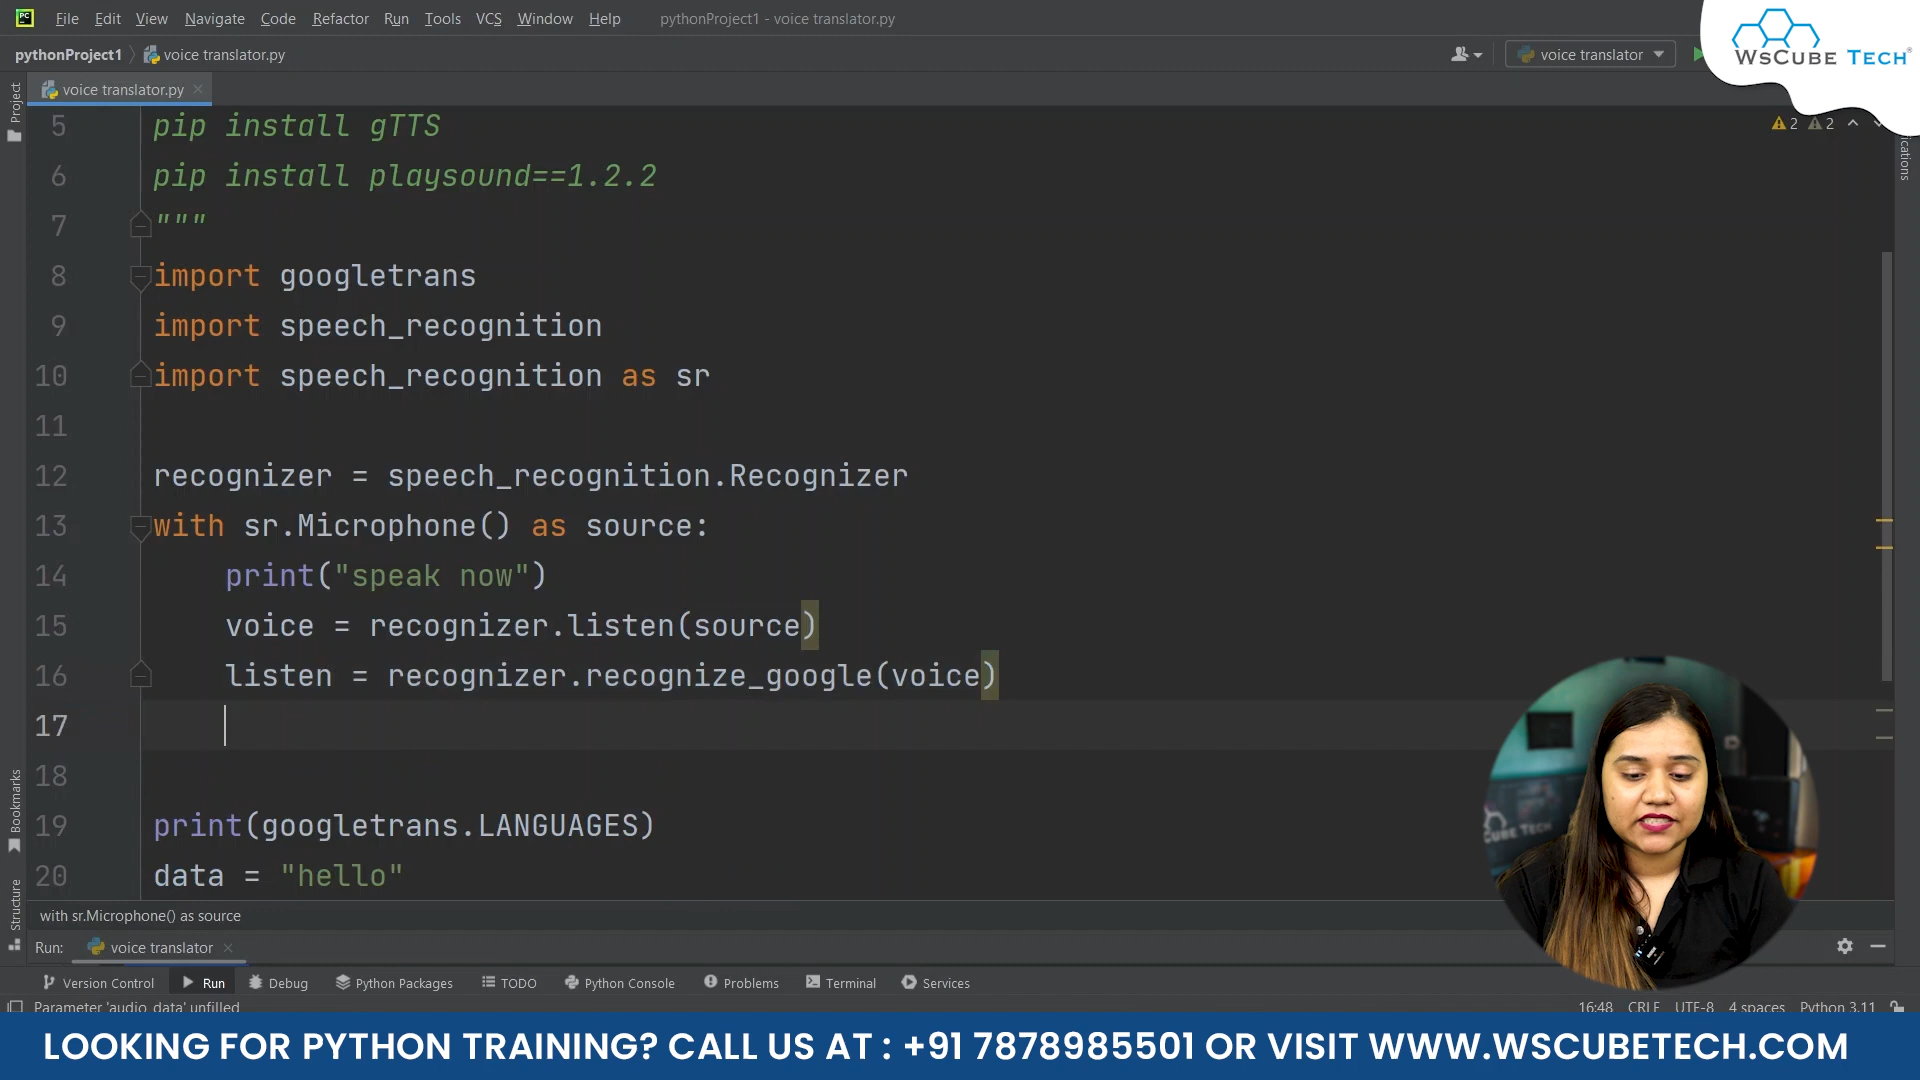 File Edit View Navigate Code Refactor Run Tools VCS Window Help pythonProject1 - voice translator.py
pythonProject1 voice translator.py voice translator
WsCube Tech
voice translator.py
Project
2 2
5 pip install gTTS
6 pip install playsound==1.2.2
7 """
8 import googletrans
9 import speech_recognition
10 import speech_recognition as sr
11
12 recognizer = speech_recognition.Recognizer
13 with sr.Microphone() as source:
14 print("speak now")
15 voice = recognizer.listen(source)
16 listen = recognizer.recognize_google(voice)
17
18
19 print(googletrans.LANGUAGES)
20 data = "hello"
Bookmarks
Structure
with sr.Microphone() as source
Run: voice translator
Version Control Run Debug Python Packages TODO Python Console Problems Terminal Services
Parameter 'audio_data' unfilled 16:48 CRLF UTF-8 4 spaces Python 3.11
LOOKING FOR PYTHON TRAINING? CALL US AT : +91 7878985501 OR VISIT WWW.WSCUBETECH.COM